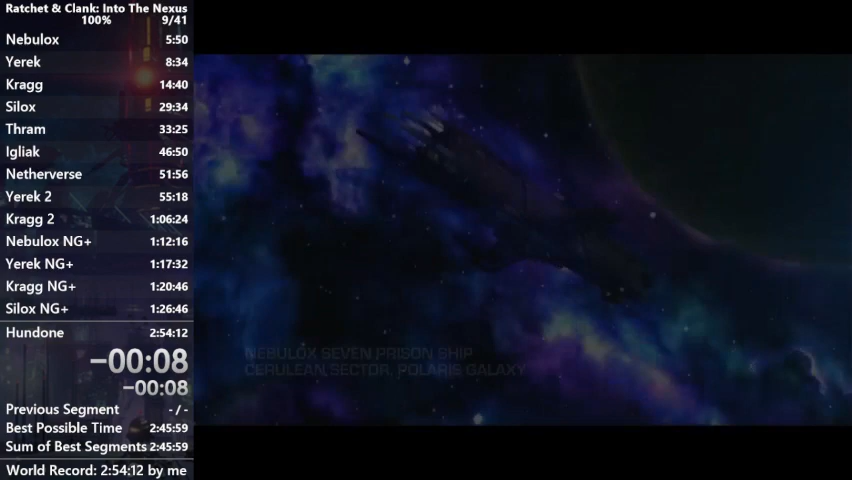 Ratchet & Clank: Into The Nexus
100% 9/41
Nebulox 5:50
Yerek 8:34
Kragg 14:40
Silox 29:34
Thram 33:25
Igliak 46:50
Netherverse 51:56
Yerek 2 55:18
Kragg 2 1:06:24
Nebulox NG+ 1:12:16
Yerek NG+ 1:17:32
Kragg NG+ 1:20:46
Silox NG+ 1:26:46
Hundone 2:54:12
−00:08
−00:08
Previous Segment - / -
Best Possible Time 2:45:59
Sum of Best Segments 2:45:59
World Record: 2:54:12 by me
NEBULOX SEVEN PRISON SHIP
CERULEAN SECTOR, POLARIS GALAXY